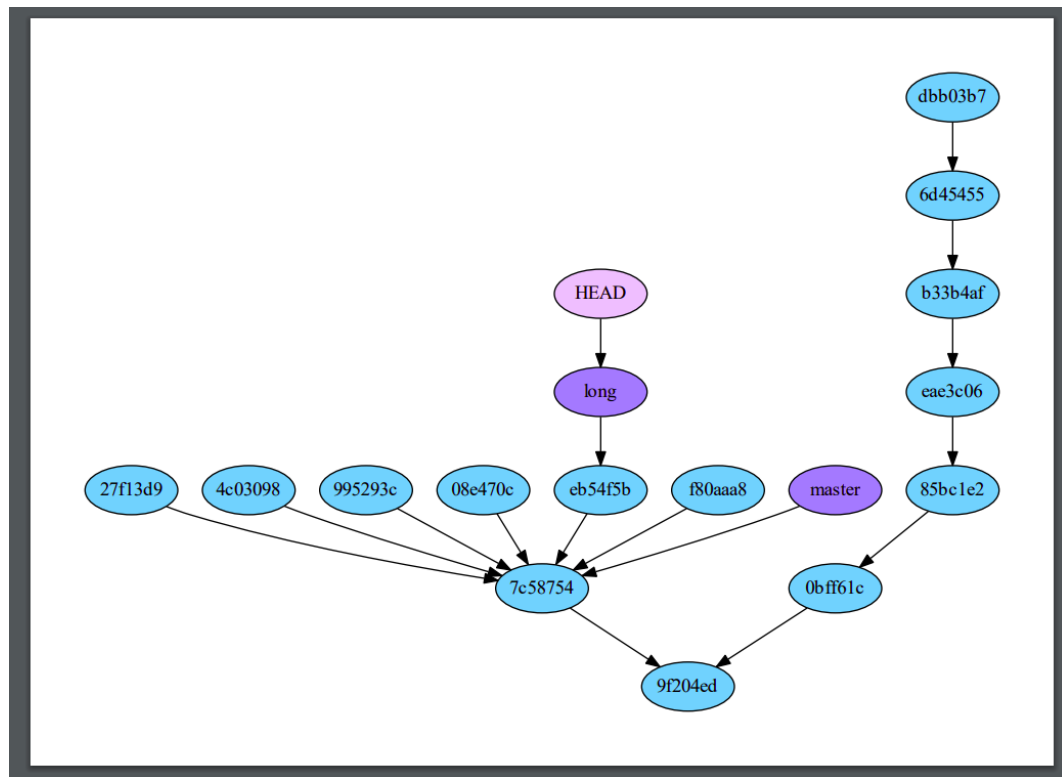 dbb03b7
6d45455
HEAD
b33b4af
long
eae3c06
27f13d9
4c03098
995293c
08e470c
eb54f5b
f80aaa8
master
85bc1e2
7c58754
0bff61c
9f204ed